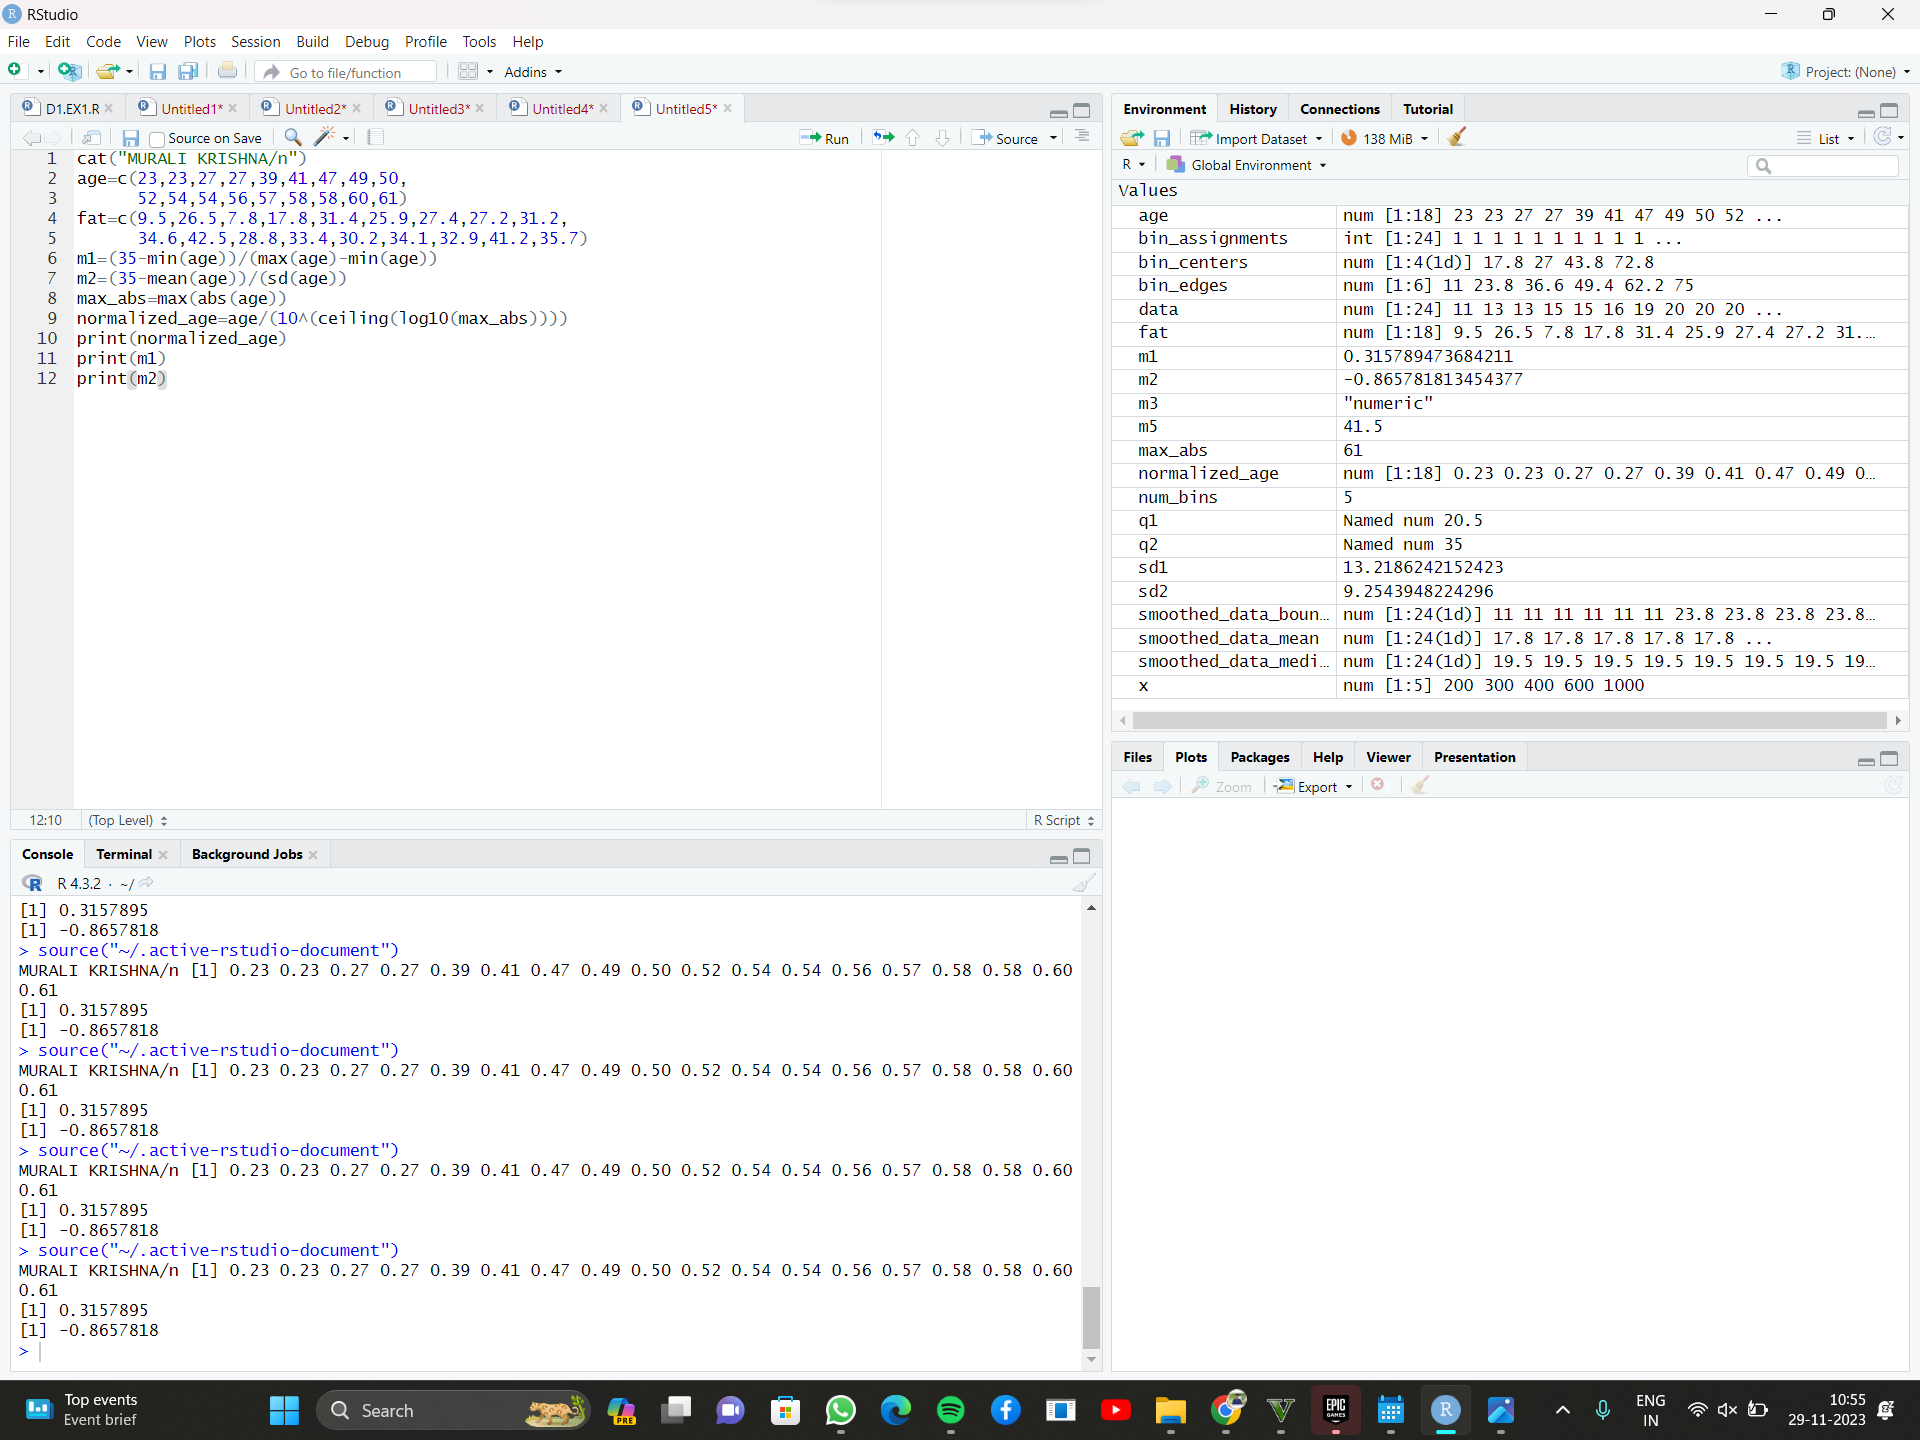 RStudio
File Edit Code View Plots Session Build Debug Profile Tools Help
Go to file/function Addins Project: (None)
D1.EX1.R Untitled1* Untitled2* Untitled3* Untitled4* Untitled5*
Source on Save Run Source
1 cat("MURALI KRISHNA/n")
2 age=c(23,23,27,27,39,41,47,49,50,
3 52,54,54,56,57,58,58,60,61)
4 fat=c(9.5,26.5,7.8,17.8,31.4,25.9,27.4,27.2,31.2,
5 34.6,42.5,28.8,33.4,30.2,34.1,32.9,41.2,35.7)
6 m1=(35-min(age))/(max(age)-min(age))
7 m2=(35-mean(age))/(sd(age))
8 max_abs=max(abs(age))
9 normalized_age=age/(10^(ceiling(log10(max_abs))))
10 print(normalized_age)
11 print(m1)
12 print(m2)
12:10 (Top Level) R Script
Console Terminal Background Jobs
R 4.3.2 · ~/
[1] 0.3157895
[1] -0.8657818
> source("~/.active-rstudio-document")
MURALI KRISHNA/n [1] 0.23 0.23 0.27 0.27 0.39 0.41 0.47 0.49 0.50 0.52 0.54 0.54 0.56 0.57 0.58 0.58 0.60
0.61
[1] 0.3157895
[1] -0.8657818
> source("~/.active-rstudio-document")
MURALI KRISHNA/n [1] 0.23 0.23 0.27 0.27 0.39 0.41 0.47 0.49 0.50 0.52 0.54 0.54 0.56 0.57 0.58 0.58 0.60
0.61
[1] 0.3157895
[1] -0.8657818
> source("~/.active-rstudio-document")
MURALI KRISHNA/n [1] 0.23 0.23 0.27 0.27 0.39 0.41 0.47 0.49 0.50 0.52 0.54 0.54 0.56 0.57 0.58 0.58 0.60
0.61
[1] 0.3157895
[1] -0.8657818
> source("~/.active-rstudio-document")
MURALI KRISHNA/n [1] 0.23 0.23 0.27 0.27 0.39 0.41 0.47 0.49 0.50 0.52 0.54 0.54 0.56 0.57 0.58 0.58 0.60
0.61
[1] 0.3157895
[1] -0.8657818
>
Environment History Connections Tutorial
Import Dataset 138 MiB List
R Global Environment
Values
age num [1:18] 23 23 27 27 39 41 47 49 50 52 ...
bin_assignments int [1:24] 1 1 1 1 1 1 1 1 1 1 ...
bin_centers num [1:4(1d)] 17.8 27 43.8 72.8
bin_edges num [1:6] 11 23.8 36.6 49.4 62.2 75
data num [1:24] 11 13 13 15 15 16 19 20 20 20 ...
fat num [1:18] 9.5 26.5 7.8 17.8 31.4 25.9 27.4 27.2 31.…
m1 0.315789473684211
m2 -0.865781813454377
m3 "numeric"
m5 41.5
max_abs 61
normalized_age num [1:18] 0.23 0.23 0.27 0.27 0.39 0.41 0.47 0.49 0…
num_bins 5
q1 Named num 20.5
q2 Named num 35
sd1 13.2186242152423
sd2 9.2543948224296
smoothed_data_boun… num [1:24(1d)] 11 11 11 11 11 11 23.8 23.8 23.8 23.8…
smoothed_data_mean num [1:24(1d)] 17.8 17.8 17.8 17.8 17.8 ...
smoothed_data_medi… num [1:24(1d)] 19.5 19.5 19.5 19.5 19.5 19.5 19.5 19…
x num [1:5] 200 300 400 600 1000
Files Plots Packages Help Viewer Presentation
Zoom Export
Top events
Event brief
Search
PRE
EPIC GAMES
ENG
IN
10:55
29-11-2023